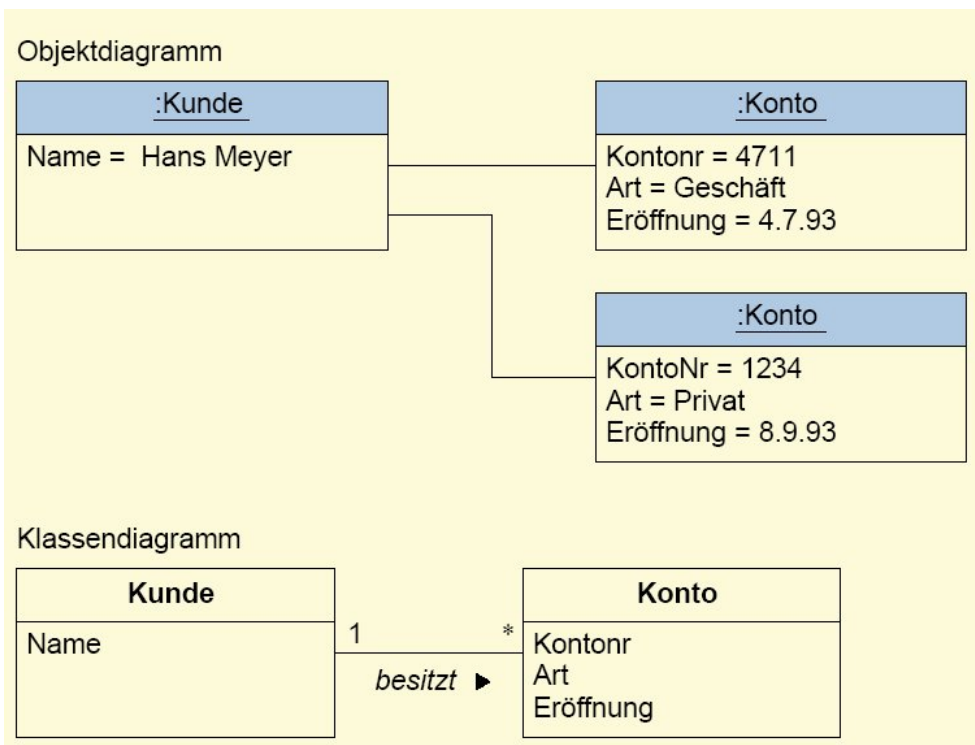 Objektdiagramm
:Kunde
Name = Hans Meyer
:Konto
Kontonr = 4711
Art = Geschäft
Eröffnung = 4.7.93
:Konto
KontoNr = 1234
Art = Privat
Eröffnung = 8.9.93
Klassendiagramm
Kunde
Name
1
*
besitzt ▶
Konto
Kontonr
Art
Eröffnung